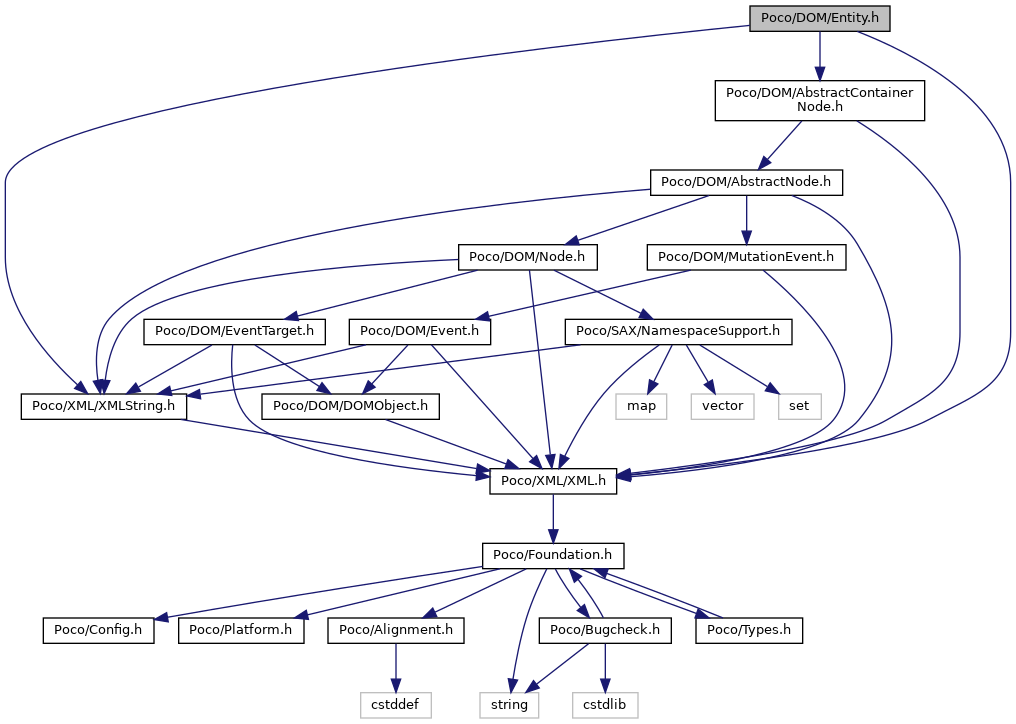 Poco/DOM/Entity.h
Poco/DOM/AbstractContainer
Node.h
Poco/DOM/AbstractNode.h
Poco/DOM/Node.h
Poco/DOM/MutationEvent.h
Poco/DOM/EventTarget.h
Poco/DOM/Event.h
Poco/SAX/NamespaceSupport.h
Poco/XML/XMLString.h
Poco/DOM/DOMObject.h
map
vector
set
Poco/XML/XML.h
Poco/Foundation.h
Poco/Config.h
Poco/Platform.h
Poco/Alignment.h
Poco/Bugcheck.h
Poco/Types.h
cstddef
string
cstdlib